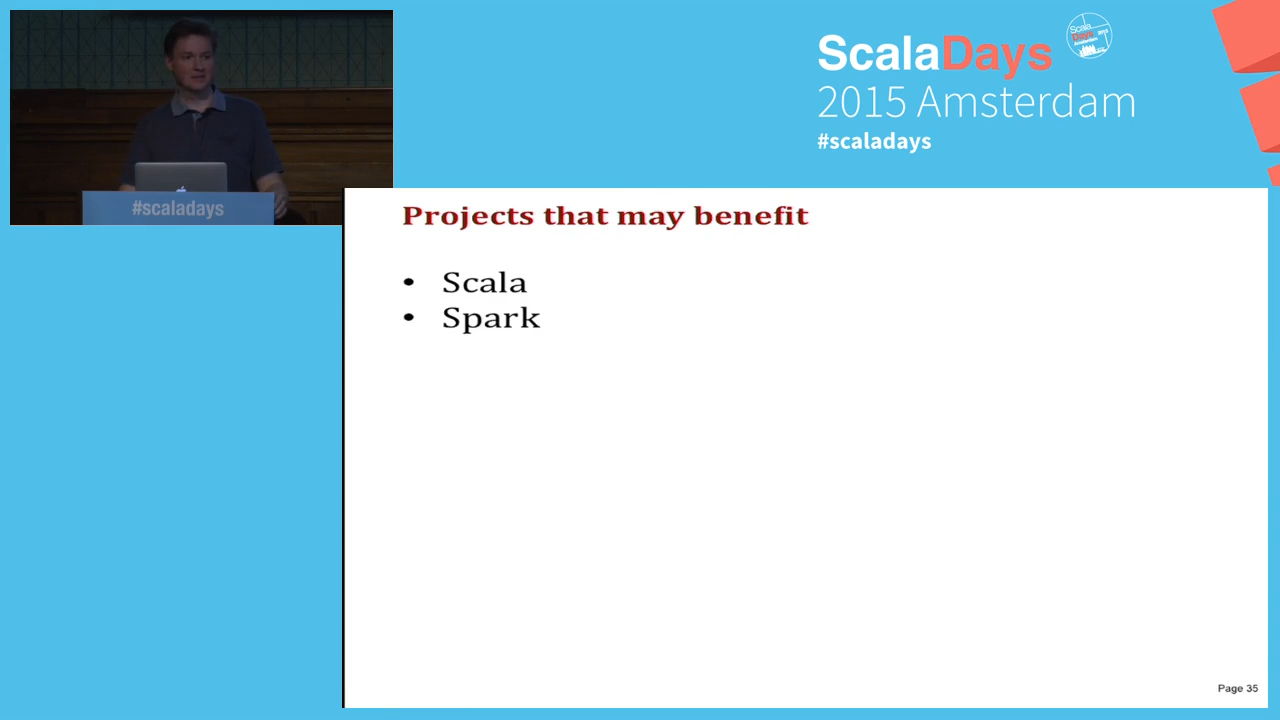 #scaladays
ScalaDays
2015 Amsterdam
#scaladays
Projects that may benefit
• Scala
• Spark
Page 35